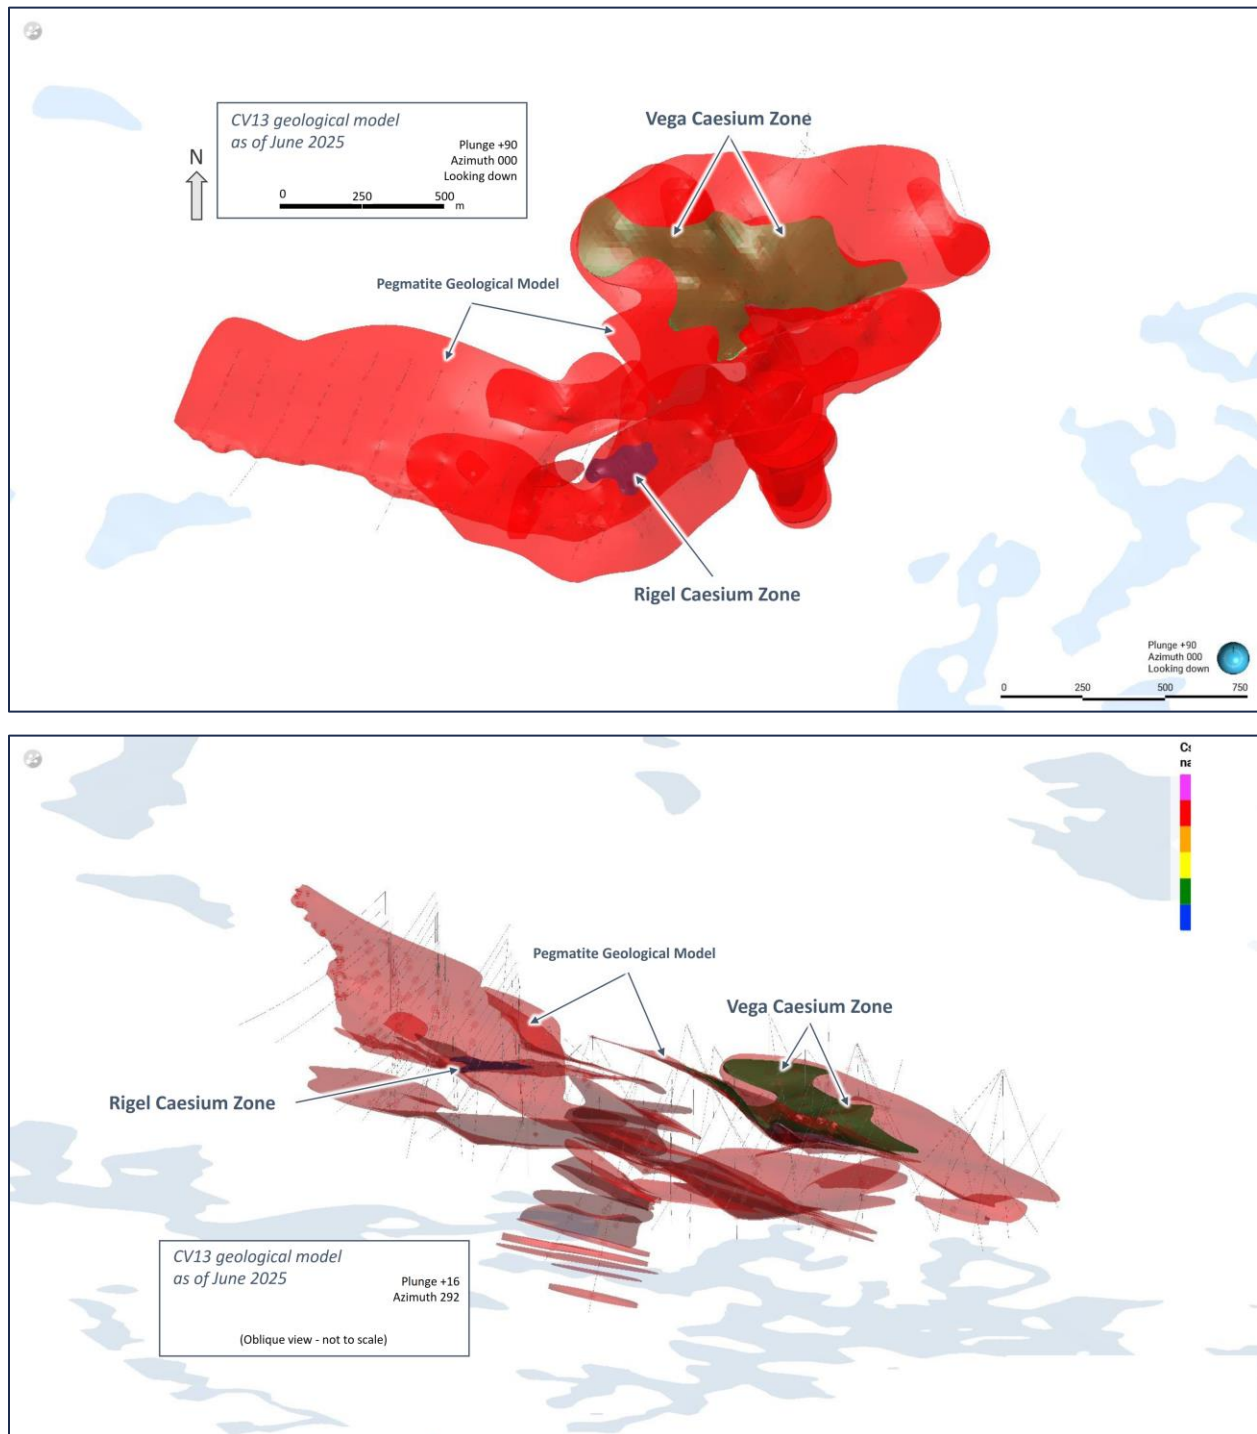 CV13 geological model
as of June 2025
Plunge +90
Azimuth 000
Looking down
N
0 250 500 m
Vega Caesium Zone
Pegmatite Geological Model
Rigel Caesium Zone
Plunge +90
Azimuth 000
Looking down
0 250 500 750
Pegmatite Geological Model
Vega Caesium Zone
Rigel Caesium Zone
CV13 geological model
as of June 2025
Plunge +16
Azimuth 292
(Oblique view - not to scale)